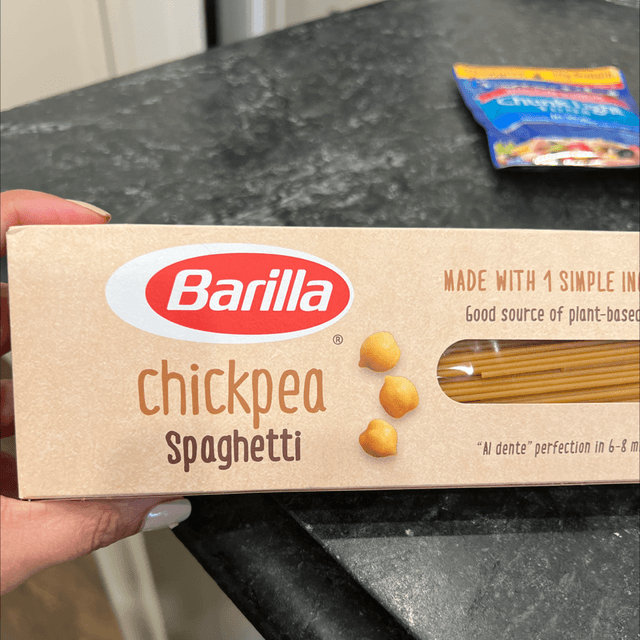 Barilla
®
chickpea
Spaghetti
MADE WITH 1 SIMPLE IN
Good source of plant-based
"Al dente" perfection in 6-8 m